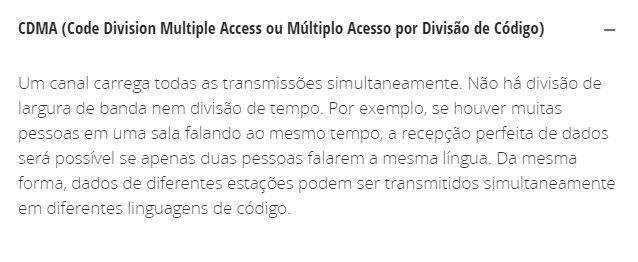 CDMA (Code Division Multiple Access ou Múltiplo Acesso por Divisão de Código)
Um canal carrega todas as transmissões simultaneamente. Não há divisão de
largura de banda nem divisão de tempo. Por exemplo, se houver muitas
pessoas em uma sala falando ao mesmo tempo, a recepção perfeita de dados
será possível se apenas duas pessoas falarem a mesma língua. Da mesma
forma, dados de diferentes estações podem ser transmitidos simultaneamente
em diferentes linguagens de código.